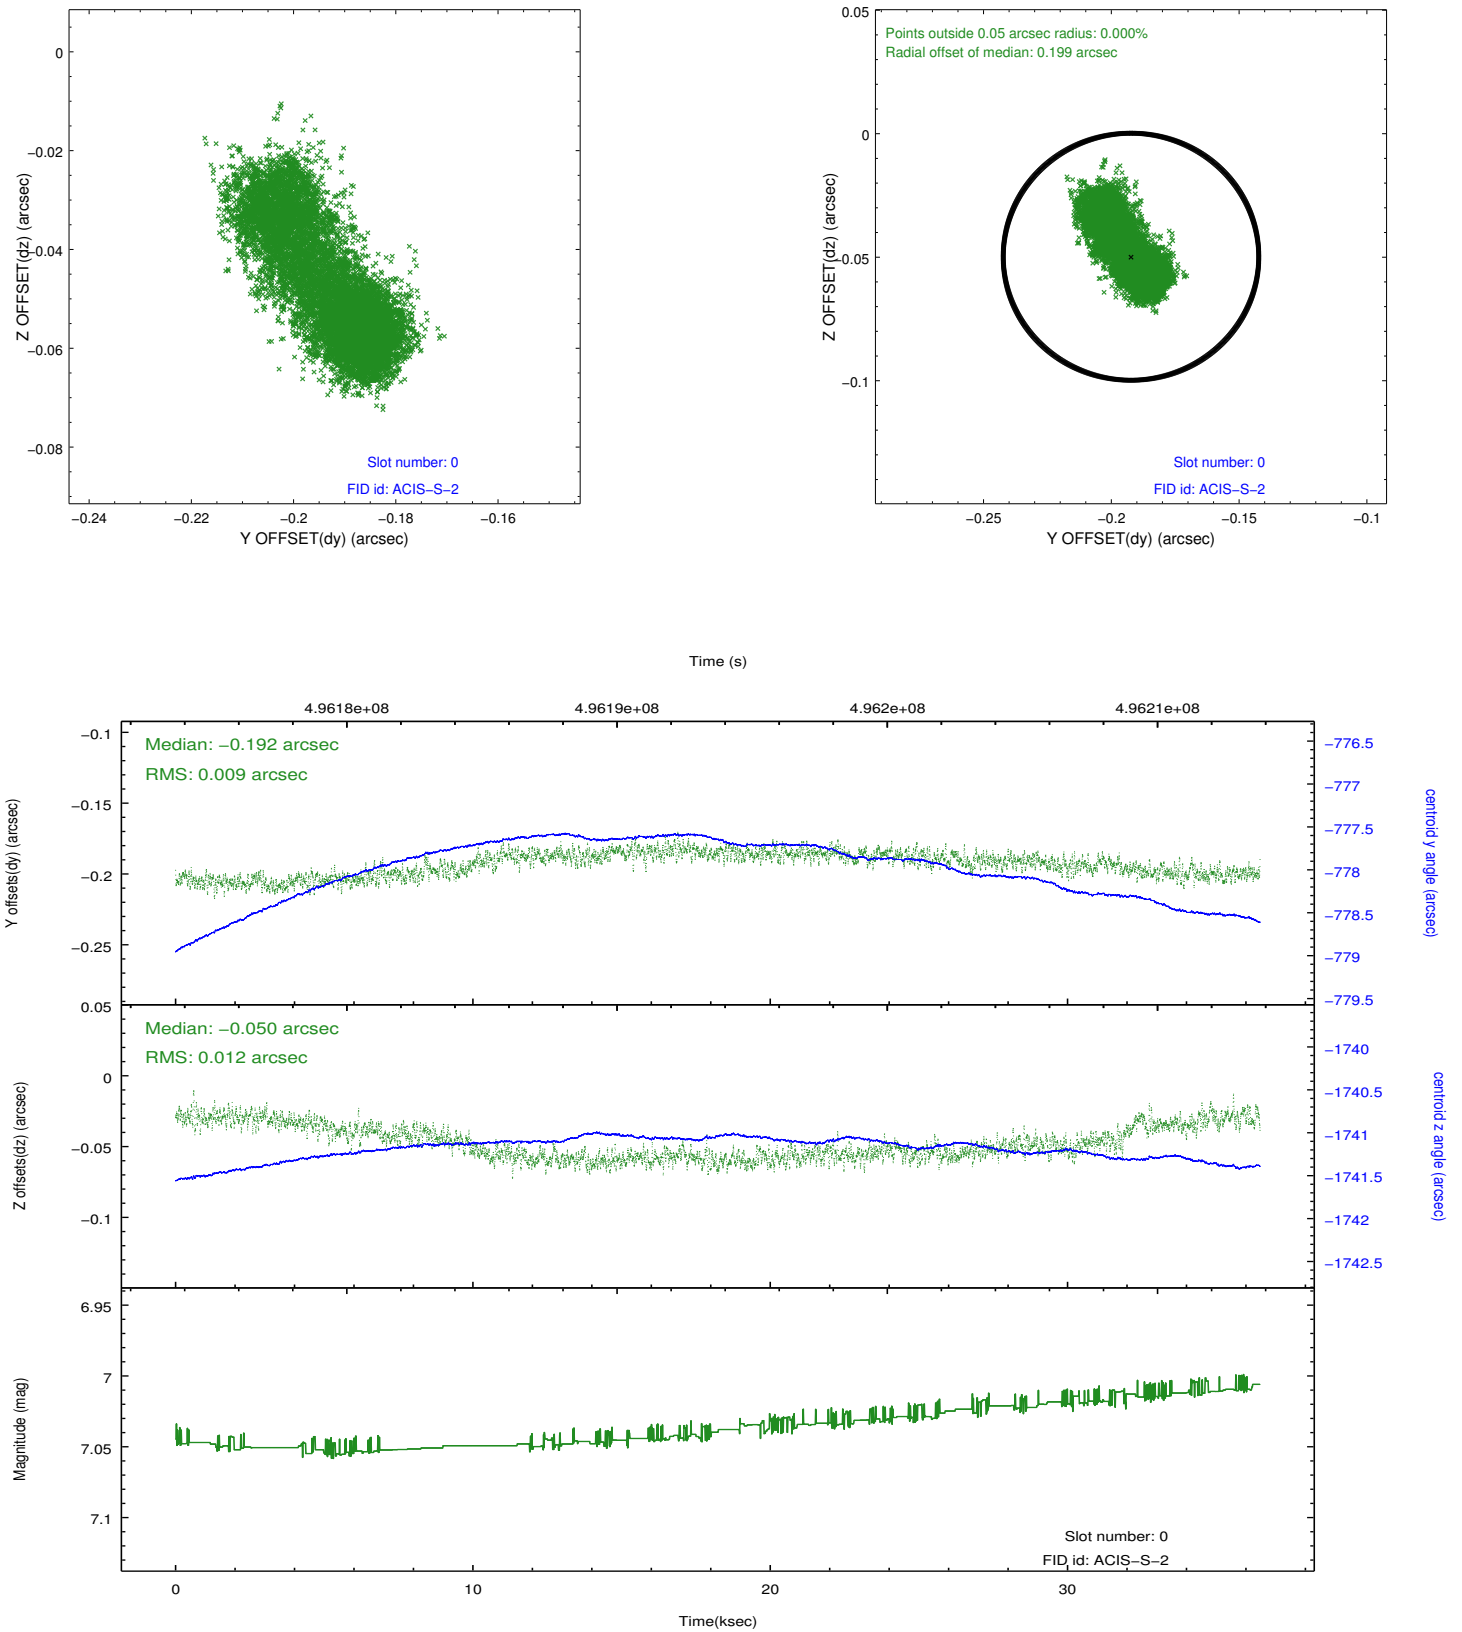 0
−0.02
−0.04
−0.06
−0.08
Z OFFSET(dz) (arcsec)
Slot number: 0
FID id: ACIS−S−2
−0.24
−0.22
−0.2
−0.18
−0.16
Y OFFSET(dy) (arcsec)
0.05
0
−0.05
−0.1
Z OFFSET(dz) (arcsec)
Points outside 0.05 arcsec radius: 0.000%
Radial offset of median: 0.199 arcsec
Slot number: 0
FID id: ACIS−S−2
−0.25
−0.2
−0.15
−0.1
Y OFFSET(dy) (arcsec)
Time (s)
4.9618e+08
4.9619e+08
4.962e+08
4.9621e+08
−0.1
−0.15
−0.2
−0.25
Y offsets(dy) (arcsec)
Median: −0.192 arcsec
RMS: 0.009 arcsec
−776.5
−777
−777.5
−778
−778.5
−779
−779.5
centroid y angle (arcsec)
0.05
0
−0.05
−0.1
Z offsets(dz) (arcsec)
Median: −0.050 arcsec
RMS: 0.012 arcsec
−1740
−1740.5
−1741
−1741.5
−1742
−1742.5
centroid z angle (arcsec)
6.95
7
7.05
7.1
Magnitude (mag)
Slot number: 0
FID id: ACIS−S−2
0
10
20
30
Time(ksec)